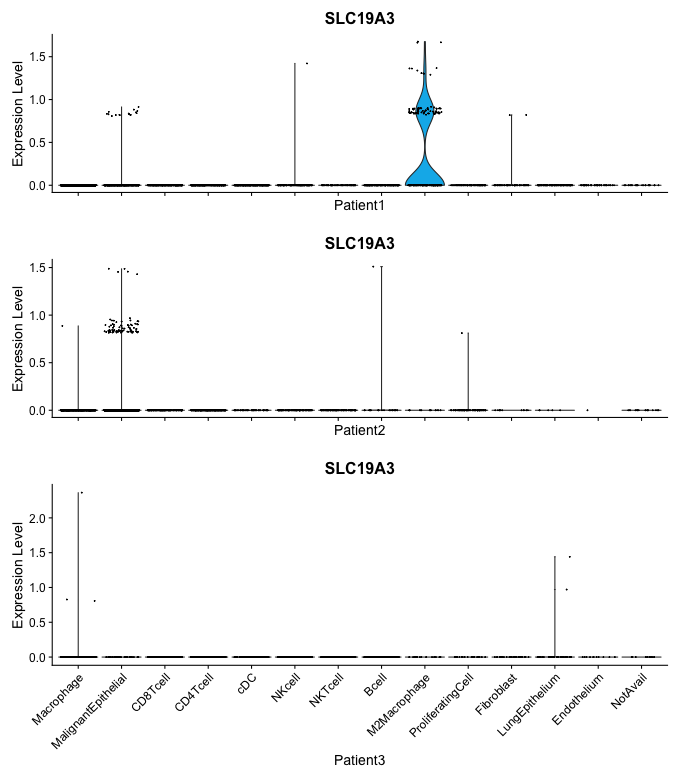 SLC19A3
Expression Level
1.5
1.0
0.5
0.0
Patient1
SLC19A3
Expression Level
1.5
1.0
0.5
0.0
Patient2
SLC19A3
Expression Level
2.0
1.5
1.0
0.5
0.0
Macrophage
MalignantEpithelial
CD8Tcell
CD4Tcell
cDC
NKcell
NKTcell
Bcell
M2Macrophage
ProliferatingCell
Fibroblast
LungEpithelium
Endothelium
NotAvail
Patient3